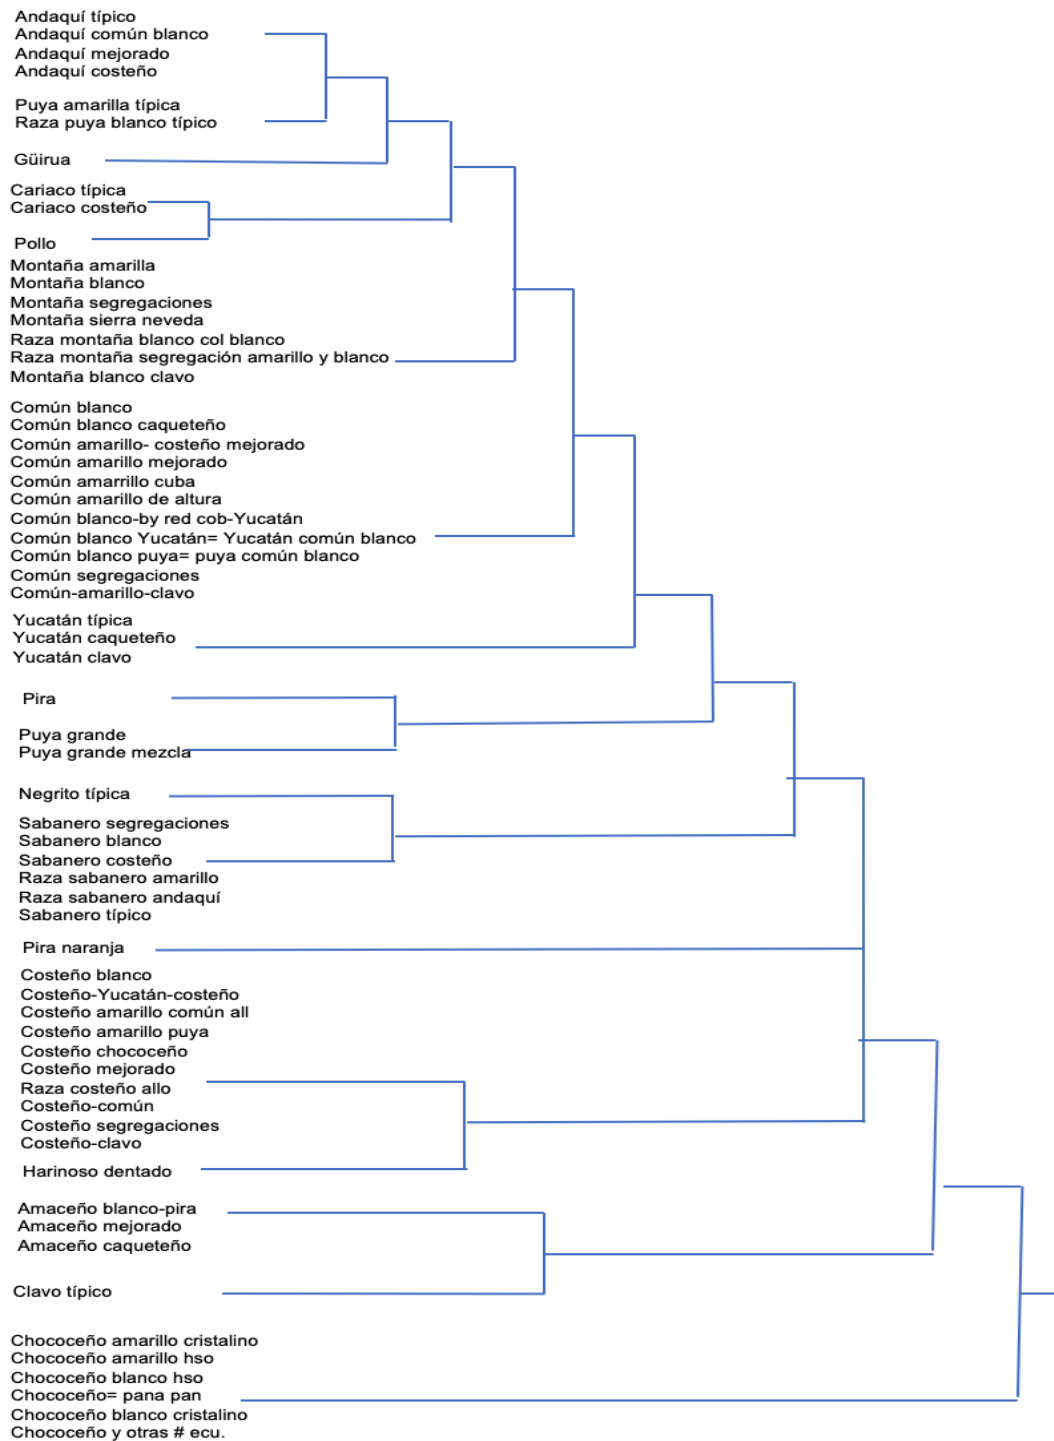 Andaquí típico
Andaquí común blanco
Andaquí mejorado
Andaquí costeño
Puya amarilla típica
Raza puya blanco típico
Güirua
Cariaco típica
Cariaco costeño
Pollo
Montaña amarilla
Montaña blanco
Montaña segregaciones
Montaña sierra neveda
Raza montaña blanco col blanco
Raza montaña segregación amarillo y blanco
Montaña blanco clavo
Común blanco
Común blanco caqueteño
Común amarillo- costeño mejorado
Común amarillo mejorado
Común amarrillo cuba
Común amarillo de altura
Común blanco-by red cob-Yucatán
Común blanco Yucatán= Yucatán común blanco
Común blanco puya= puya común blanco
Común segregaciones
Común-amarillo-clavo
Yucatán típica
Yucatán caqueteño
Yucatán clavo
Pira
Puya grande
Puya grande mezcla
Negrito típica
Sabanero segregaciones
Sabanero blanco
Sabanero costeño
Raza sabanero amarillo
Raza sabanero andaquí
Sabanero típico
Pira naranja
Costeño blanco
Costeño-Yucatán-costeño
Costeño amarillo común all
Costeño amarillo puya
Costeño chococeño
Costeño mejorado
Raza costeño allo
Costeño-común
Costeño segregaciones
Costeño-clavo
Harinoso dentado
Amaceño blanco-pira
Amaceño mejorado
Amaceño caqueteño
Clavo típico
Chococeño amarillo cristalino
Chococeño amarillo hso
Chococeño blanco hso
Chococeño= pana pan
Chococeño blanco cristalino
Chococeño y otras # ecu.